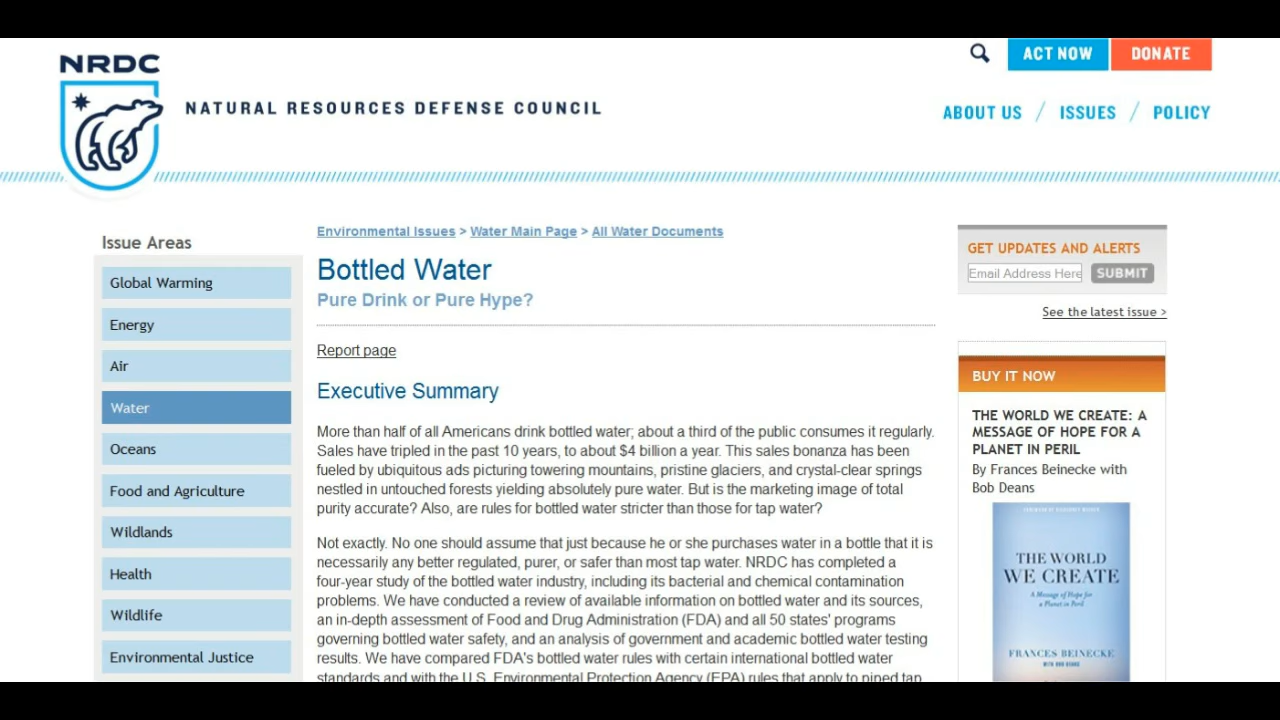 NRDC
NATURAL RESOURCES DEFENSE COUNCIL
ACT NOW
DONATE
ABOUT US / ISSUES / POLICY
Issue Areas
Global Warming
Energy
Air
Water
Oceans
Food and Agriculture
Wildlands
Health
Wildlife
Environmental Justice
Environmental Issues > Water Main Page > All Water Documents
Bottled Water
Pure Drink or Pure Hype?
Report page
Executive Summary
More than half of all Americans drink bottled water; about a third of the public consumes it regularly.
Sales have tripled in the past 10 years, to about $4 billion a year. This sales bonanza has been
fueled by ubiquitous ads picturing towering mountains, pristine glaciers, and crystal-clear springs
nestled in untouched forests yielding absolutely pure water. But is the marketing image of total
purity accurate? Also, are rules for bottled water stricter than those for tap water?
Not exactly. No one should assume that just because he or she purchases water in a bottle that it is
necessarily any better regulated, purer, or safer than most tap water. NRDC has completed a
four-year study of the bottled water industry, including its bacterial and chemical contamination
problems. We have conducted a review of available information on bottled water and its sources,
an in-depth assessment of Food and Drug Administration (FDA) and all 50 states' programs
governing bottled water safety, and an analysis of government and academic bottled water testing
results. We have compared FDA's bottled water rules with certain international bottled water
standards and with the U.S. Environmental Protection Agency (EPA) rules that apply to piped tap
GET UPDATES AND ALERTS
Email Address Here
SUBMIT
See the latest issue >
BUY IT NOW
THE WORLD WE CREATE: A
MESSAGE OF HOPE FOR A
PLANET IN PERIL
By Frances Beinecke with
Bob Deans
THE WORLD
WE CREATE
A Message of Hope for
a Planet in Peril
FRANCES BEINECKE
WITH BOB DEANS